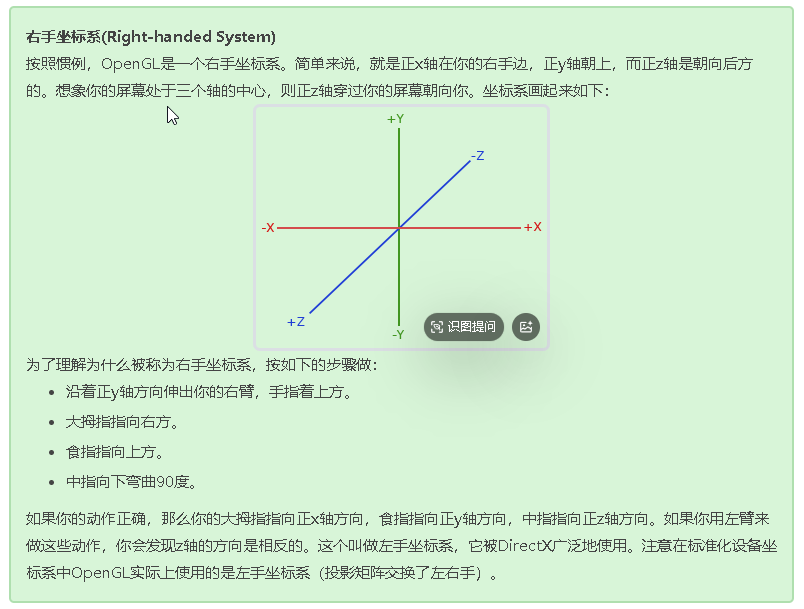 右手坐标系(Right-handed System)
按照惯例，OpenGL是一个右手坐标系。简单来说，就是正x轴在你的右手边，正y轴朝上，而正z轴是朝向后方
的。想象你的屏幕处于三个轴的中心，则正z轴穿过你的屏幕朝向你。坐标系画起来如下：
+Y
-Z
-X
+X
+Z
识图提问
-Y
为了理解为什么被称为右手坐标系，按如下的步骤做：
• 沿着正y轴方向伸出你的右臂，手指着上方。
• 大拇指指向右方。
• 食指指向上方。
• 中指向下弯曲90度。
如果你的动作正确，那么你的大拇指指向正x轴方向，食指指向正y轴方向，中指指向正z轴方向。如果你用左臂来
做这些动作，你会发现z轴的方向是相反的。这个叫做左手坐标系，它被DirectX广泛地使用。注意在标准化设备坐
标系中OpenGL实际上使用的是左手坐标系（投影矩阵交换了左右手）。